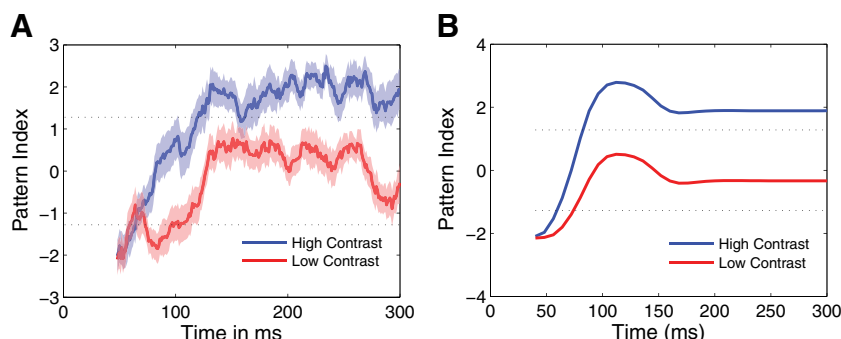 A
Pattern Index
3
2
1
0
−1
−2
−3
0
100
200
300
Time in ms
High Contrast
Low Contrast
B
Pattern Index
4
2
0
−2
−4
0
50
100
150
200
250
300
Time (ms)
High Contrast
Low Contrast